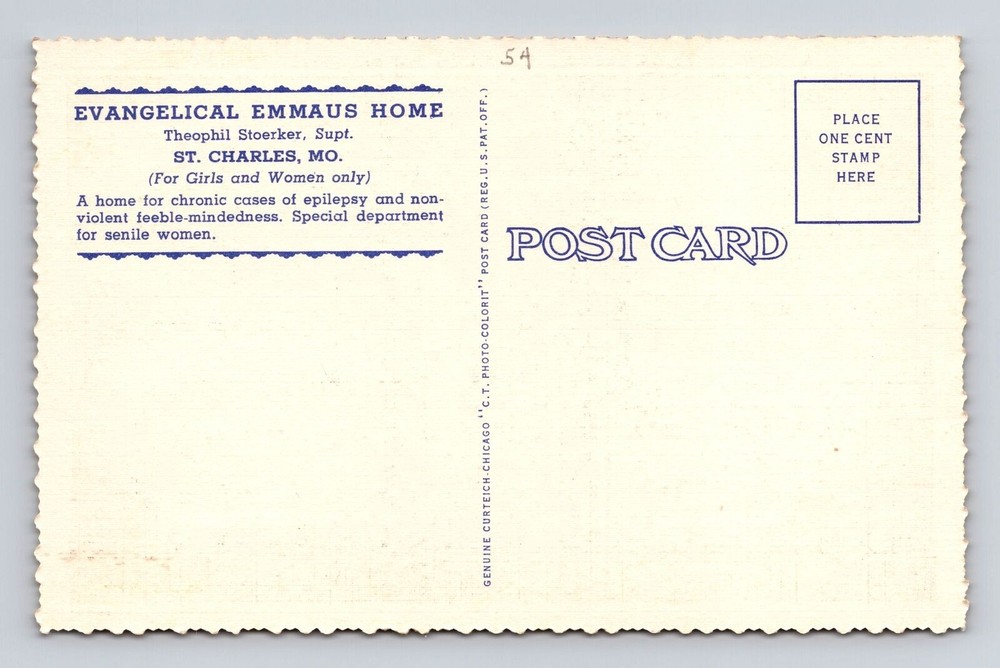 54
EVANGELICAL EMMAUS HOME
Theophil Stoerker, Supt.
ST. CHARLES, MO.
(For Girls and Women only)
A home for chronic cases of epilepsy and non-
violent feeble-mindedness. Special department
for senile women.
GENUINE CURTEICH-CHICAGO "C.T. PHOTO-COLORIT" POST CARD (REG. U.S. PAT. OFF.)
POST CARD
PLACE
ONE CENT
STAMP
HERE